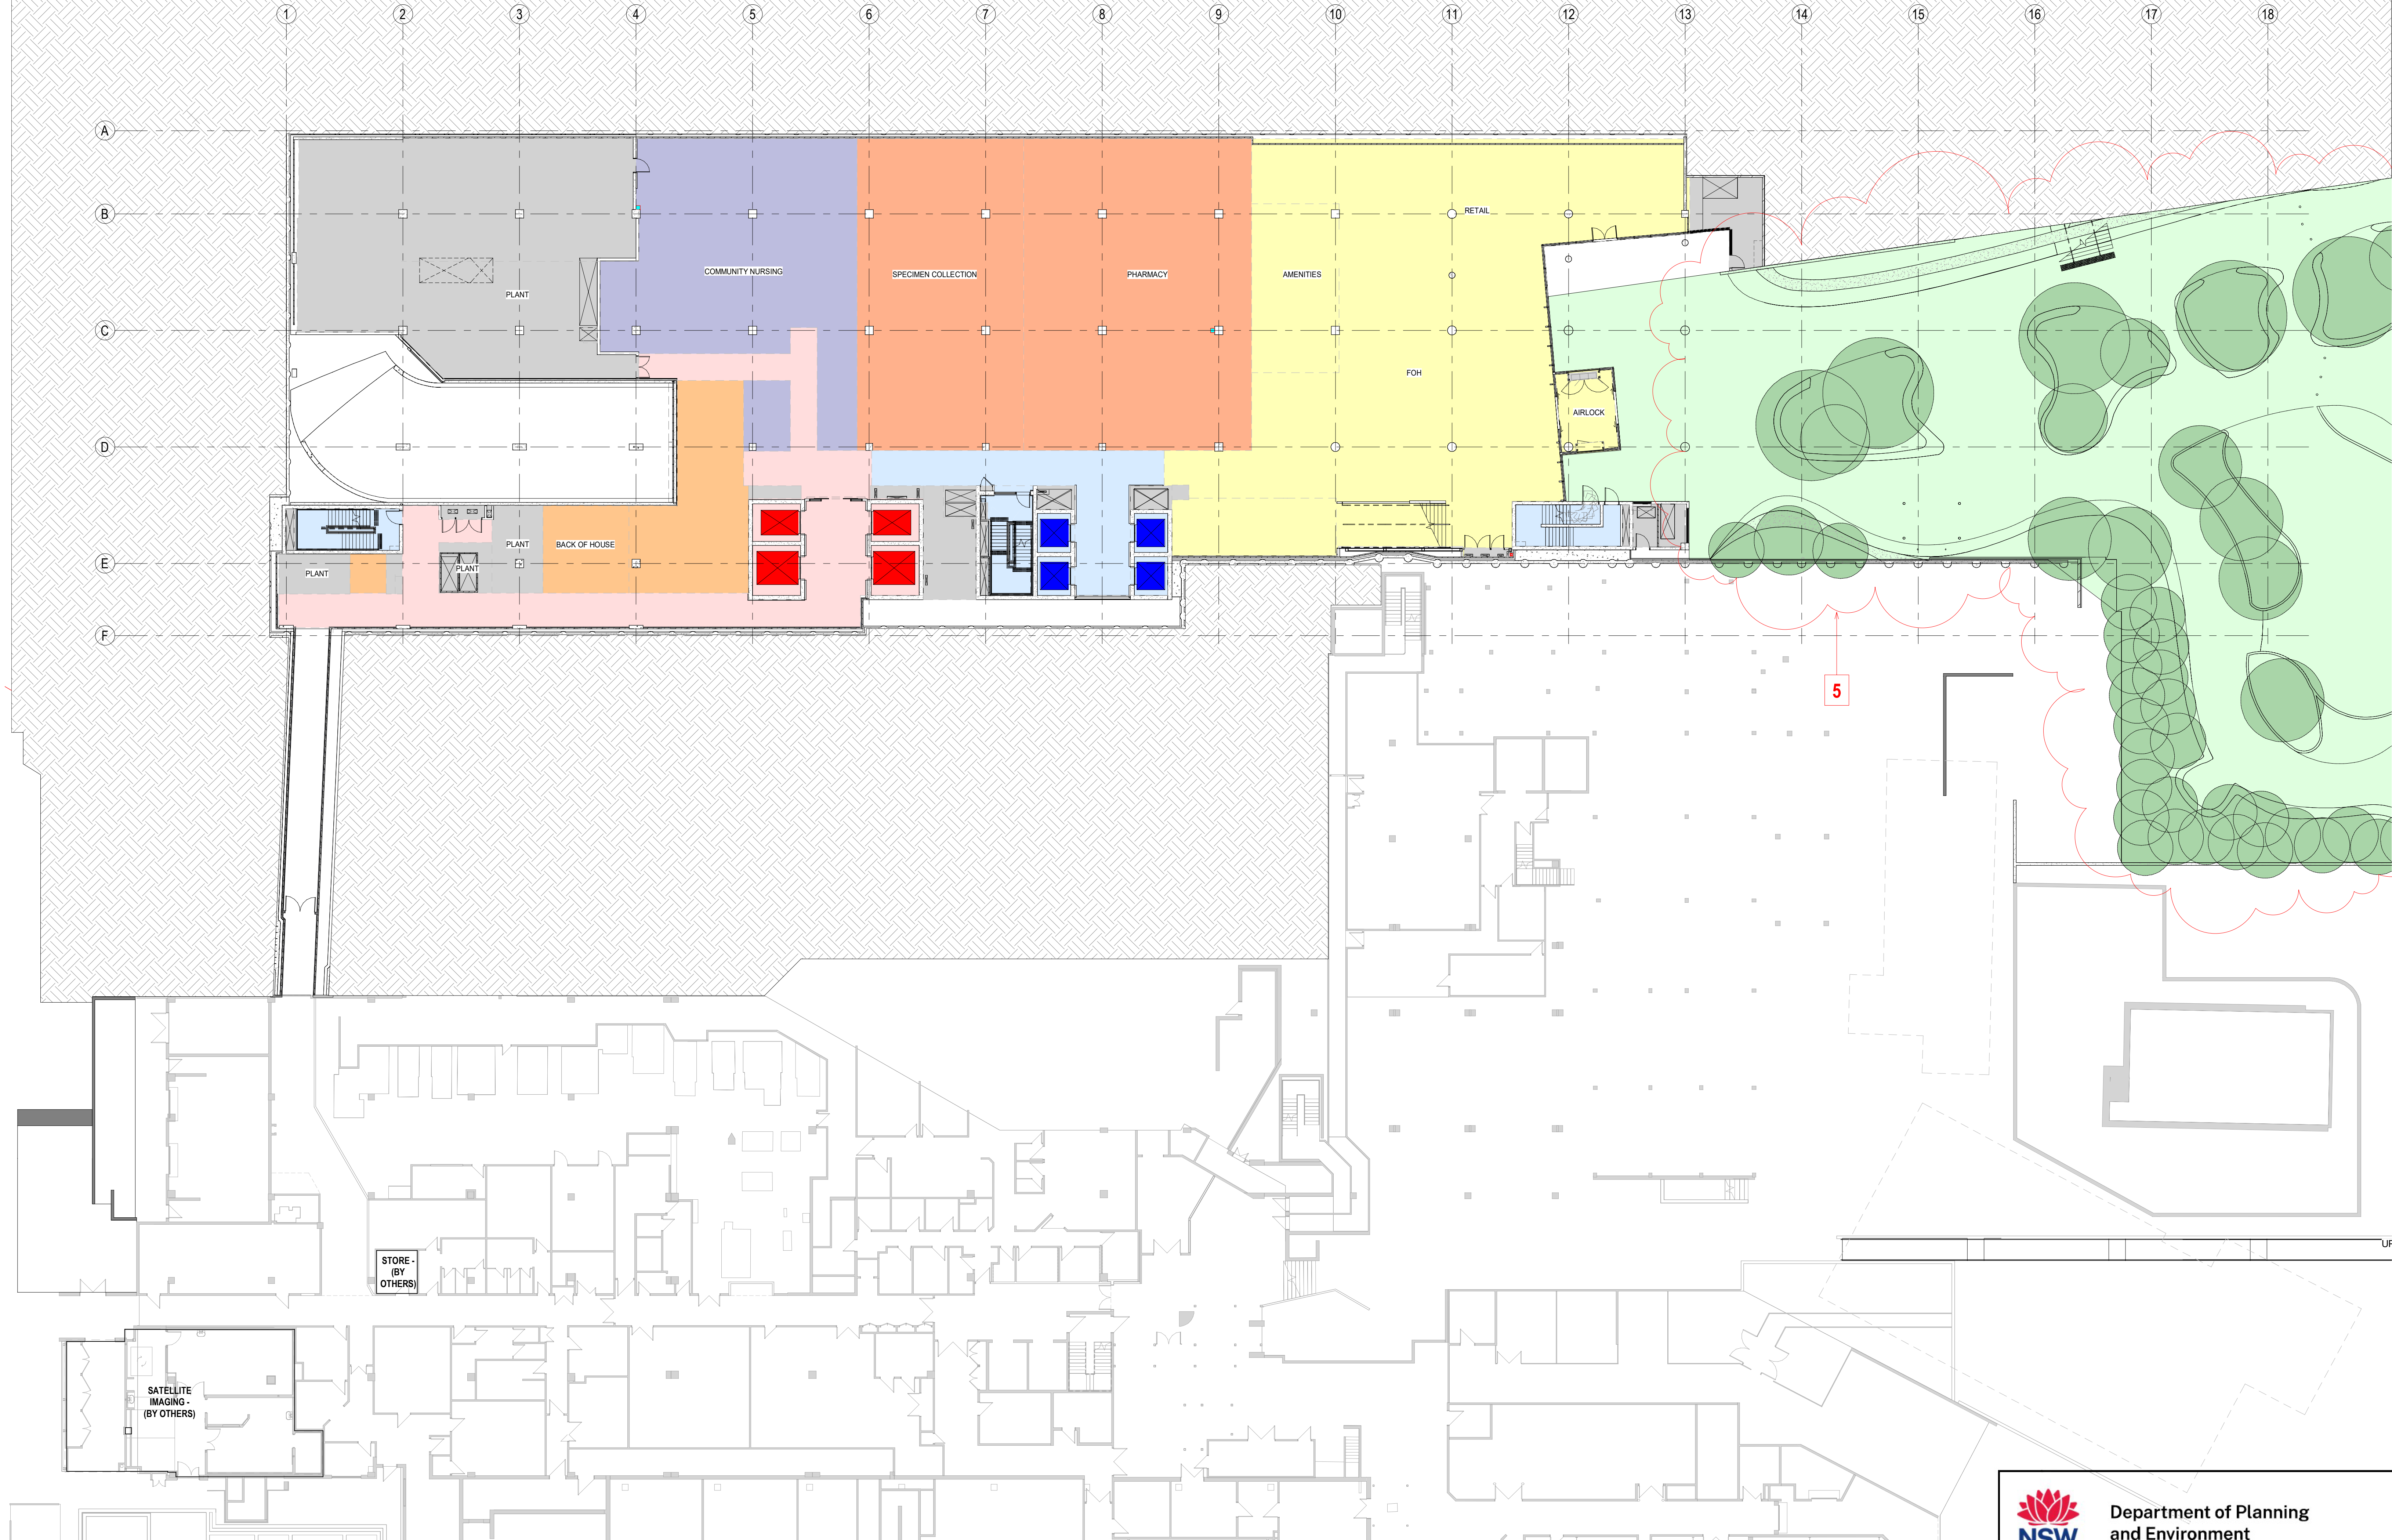 1
2
3
4
5
6
7
8
9
10
11
12
13
14
15
16
17
18
A
B
RETAIL
COMMUNITY NURSING
SPECIMEN COLLECTION
PHARMACY
AMENITIES
PLANT
C
FOH
AIRLOCK
D
PLANT
BACK OF HOUSE
E
PLANT
PLANT
F
5
UP
STORE -
(BY
OTHERS)
SATELLITE
IMAGING -
(BY OTHERS)
NSW
Department of Planning
and Environment